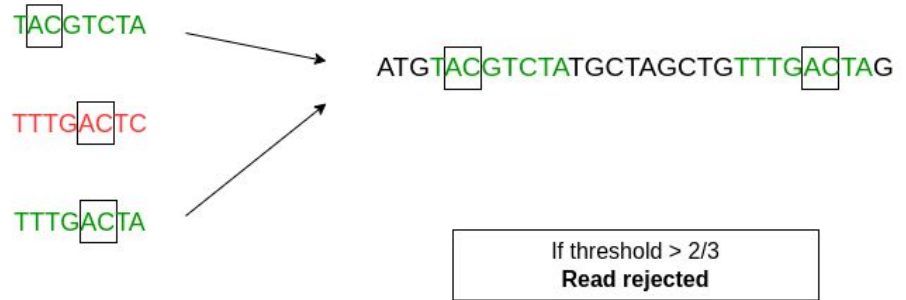 TACGTCTA
ATGTACGTCTATGCTAGCTGTTTGACTAG
TTTGACTC
TTTGACTA
If threshold > 2/3
Read rejected